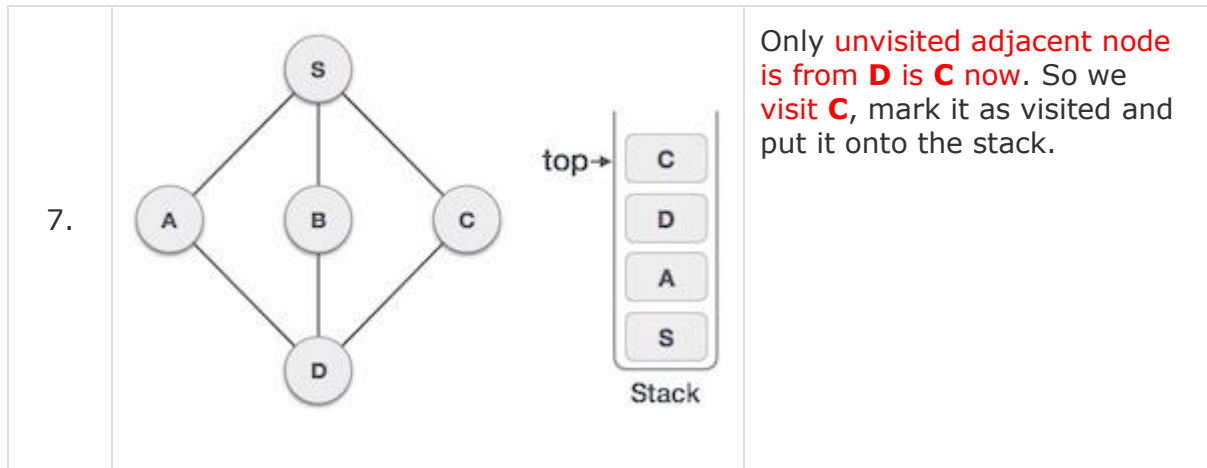 7.
S
A
B
C
D
top→
C
D
A
S
Stack
Only unvisited adjacent node
is from D is C now. So we
visit C, mark it as visited and
put it onto the stack.